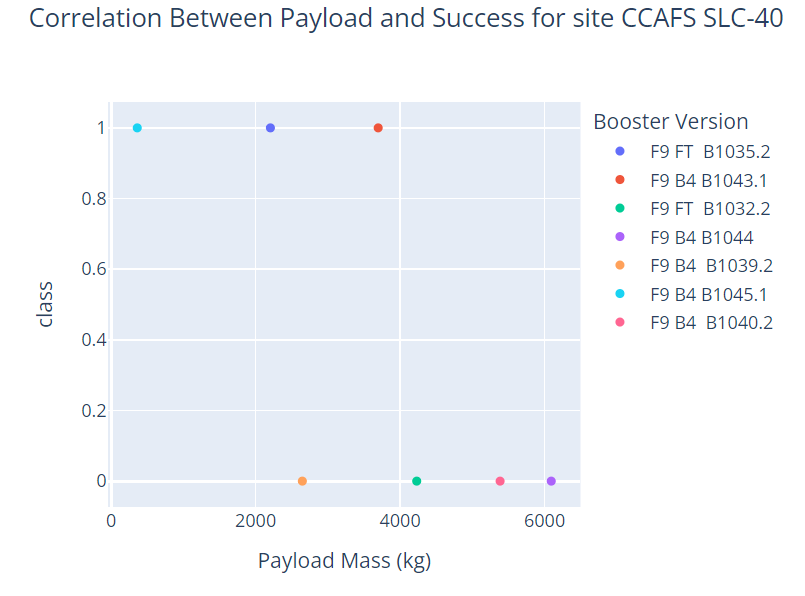 Correlation Between Payload and Success for site CCAFS SLC-40
Booster Version
F9 FT  B1035.2
F9 B4 B1043.1
F9 FT  B1032.2
F9 B4 B1044
F9 B4  B1039.2
F9 B4 B1045.1
F9 B4  B1040.2
class
1
0.8
0.6
0.4
0.2
0
0 2000 4000 6000
Payload Mass (kg)